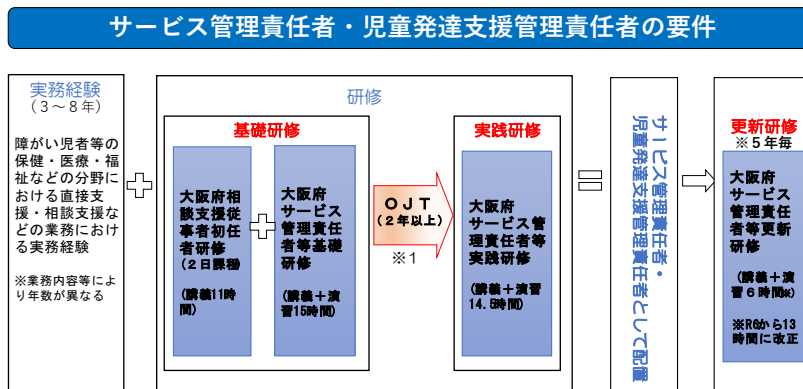 サービス管理責任者・児童発達支援管理責任者の要件
実務経験
(3~8年)
障がい児者等の
保健・医療・福
祉などの分野に
おける直接支
援・相談支援な
どの業務におけ
る実務経験
※業務内容等によ
り年数が異なる
研修
基礎研修
大阪府相
談支援従
事者初任
者研修
(2日課程)
(講義11時
間)
大阪府
サービス
管理責任
者等基礎
研修
(講義+演
習15時間)
OJT
(2年以上)
※1
実践研修
大阪府
サービス管
理責任者等
実践研修
(講義+演習
14.5時間)
サービス管理責任者・
児童発達支援管理責任者として配置
更新研修
※5年毎
大阪府
サービス
管理責任
者等更新
研修
(講義+演
習6時間※)
※R6から13
時間に改正